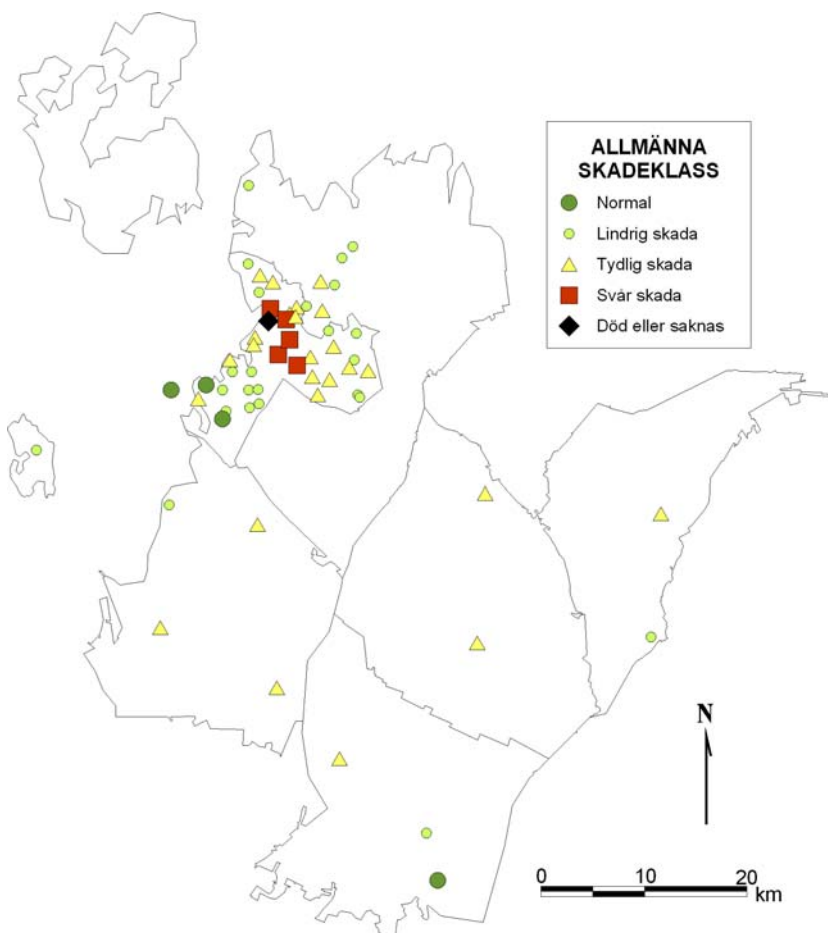 ALLMÄNNA
SKADEKLASS
Normal
Lindrig skada
Tydlig skada
Svår skada
Död eller saknas
N
0 10 20
km